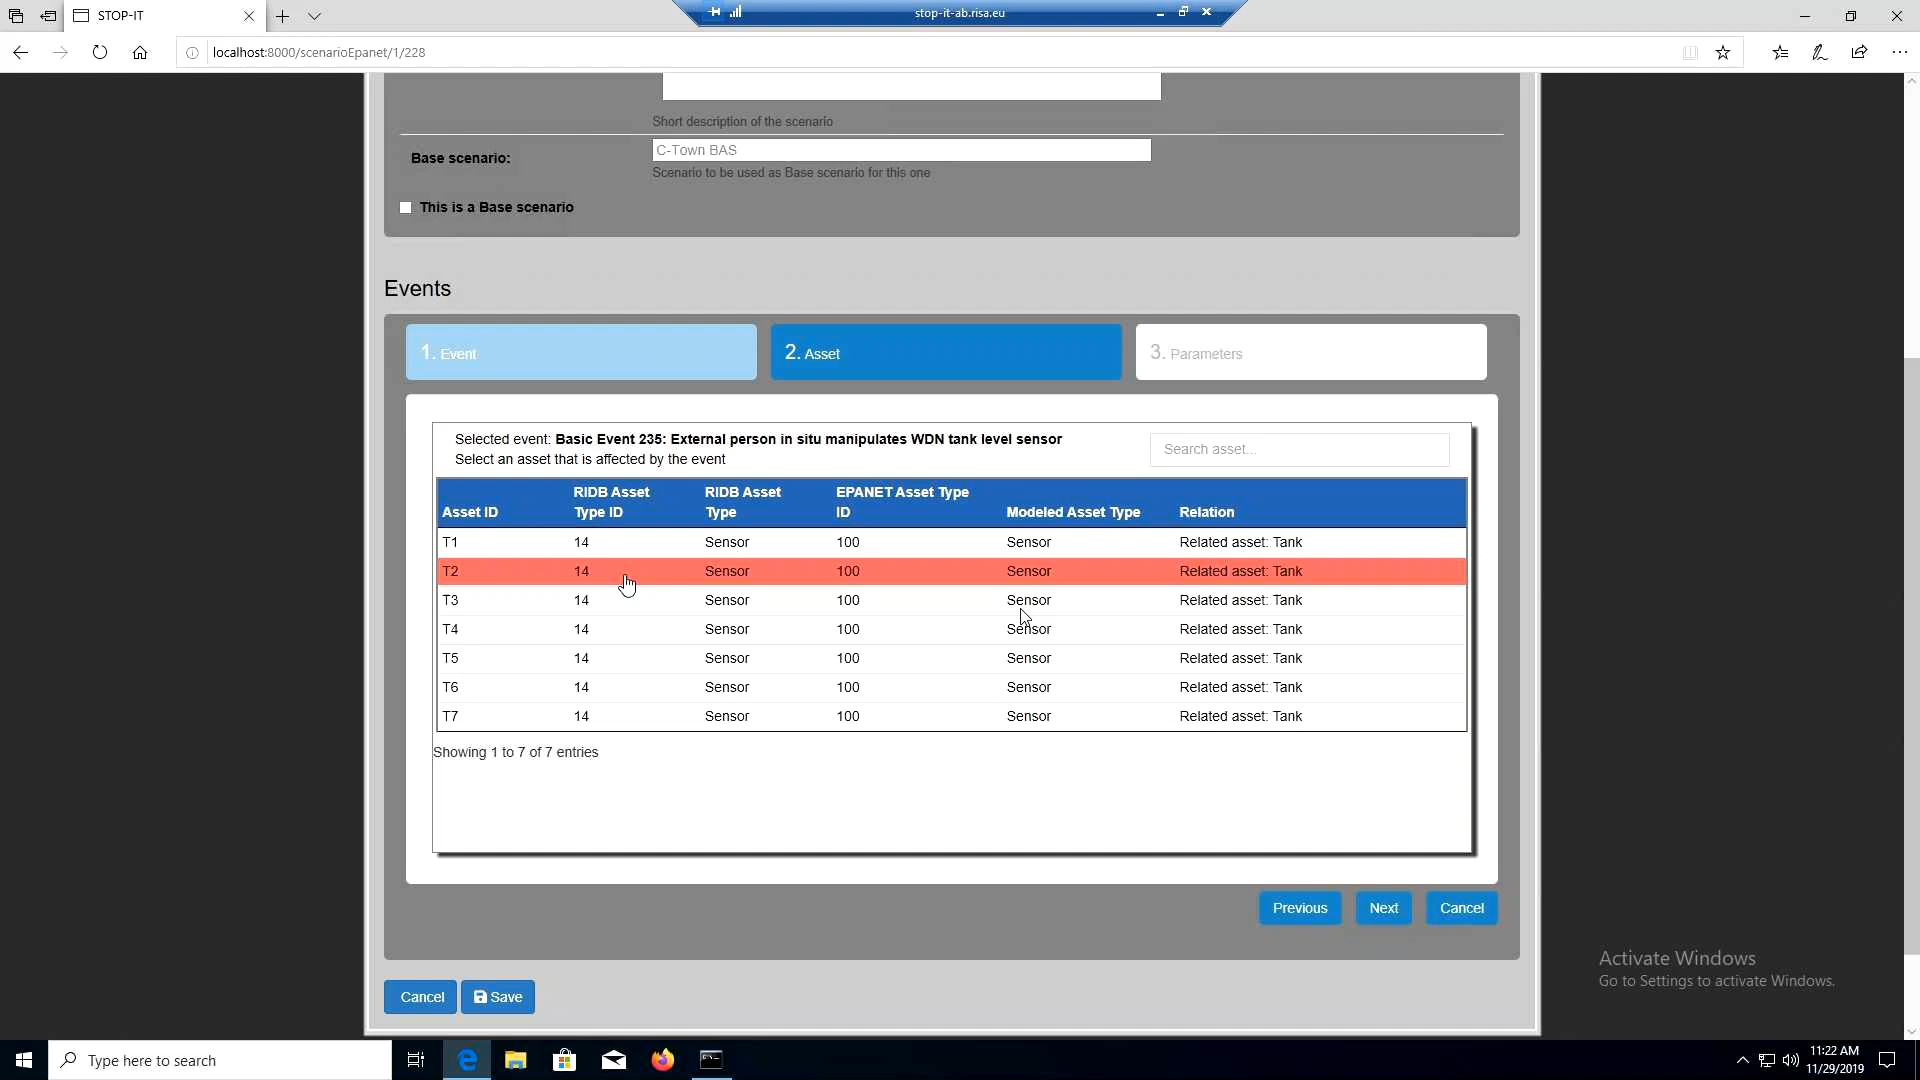 STOP-IT
stop-it-ab.risa.eu
localhost:8000/scenarioEpanet/1/228
Short description of the scenario
Base scenario:
C-Town BAS
Scenario to be used as Base scenario for this one
This is a Base scenario
Events
1. Event
2. Asset
3. Parameters
Selected event: Basic Event 235: External person in situ manipulates WDN tank level sensor
Select an asset that is affected by the event
Search asset...
Asset ID RIDB Asset Type ID RIDB Asset Type EPANET Asset Type ID Modeled Asset Type Relation
T1 14 Sensor 100 Sensor Related asset: Tank
T2 14 Sensor 100 Sensor Related asset: Tank
T3 14 Sensor 100 Sensor Related asset: Tank
T4 14 Sensor 100 Sensor Related asset: Tank
T5 14 Sensor 100 Sensor Related asset: Tank
T6 14 Sensor 100 Sensor Related asset: Tank
T7 14 Sensor 100 Sensor Related asset: Tank
Showing 1 to 7 of 7 entries
Previous Next Cancel
Cancel Save
Activate Windows
Go to Settings to activate Windows.
Type here to search
11:22 AM
11/29/2019